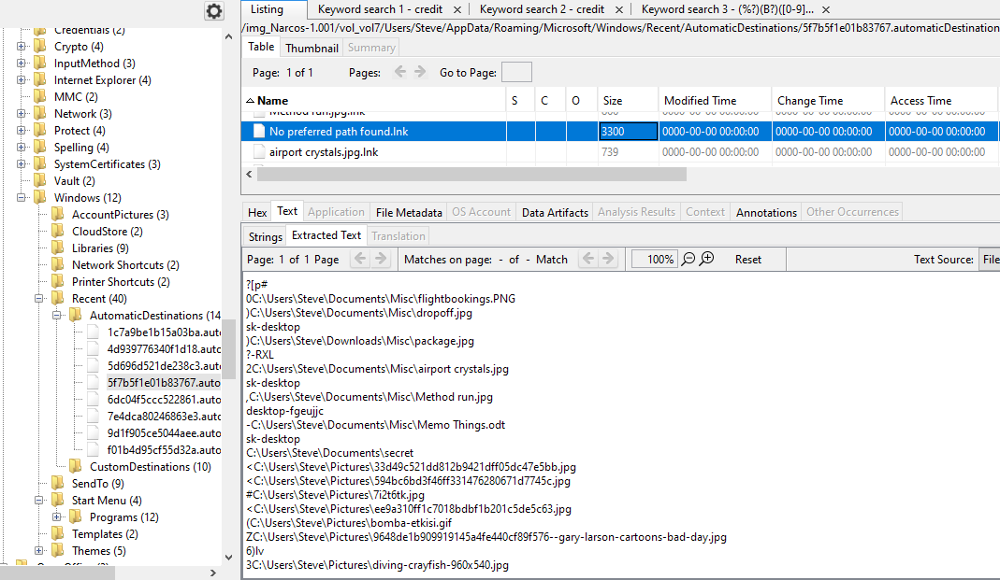 Listing
Keyword search 1 - credit ×
Keyword search 2 - credit ×
Keyword search 3 - (%?)(B?)([0-9]... ×
/img_Narcos-1.001/vol_vol7/Users/Steve/AppData/Roaming/Microsoft/Windows/Recent/AutomaticDestinations/5f7b5f1e01b83767.automaticDestination
Table
Thumbnail
Summary
Page: 1 of 1
Pages:
Go to Page:
Name
S
C
O
Size
Modified Time
Change Time
Access Time
Method run.jpg.lnk
No preferred path found.lnk
3300
0000-00-00 00:00:00
0000-00-00 00:00:00
0000-00-00 00:00:00
airport crystals.jpg.lnk
739
0000-00-00 00:00:00
0000-00-00 00:00:00
0000-00-00 00:00:00
Credentials (2)
Crypto (4)
InputMethod (3)
Internet Explorer (4)
MMC (2)
Network (3)
Protect (4)
Spelling (4)
SystemCertificates (3)
Vault (2)
Windows (12)
AccountPictures (3)
CloudStore (2)
Libraries (9)
Network Shortcuts (2)
Printer Shortcuts (2)
Recent (40)
AutomaticDestinations (14
1c7a9be1b15a03ba.auto
4d939776340f1d18.auto
5d696d521de238c3.auto
5f7b5f1e01b83767.auto
6dc04f5ccc522861.auto
7e4dca80246863e3.auto
9d1f905ce5044aee.auto
f01b4d95cf55d32a.auto
CustomDestinations (10)
SendTo (9)
Start Menu (4)
Programs (12)
Templates (2)
Themes (5)
Hex
Text
Application
File Metadata
OS Account
Data Artifacts
Analysis Results
Context
Annotations
Other Occurrences
Strings
Extracted Text
Translation
Page: 1 of 1 Page
Matches on page: - of - Match
100%
Reset
Text Source:
File
?[p#
0C:\Users\Steve\Documents\Misc\flightbookings.PNG
)C:\Users\Steve\Documents\Misc\dropoff.jpg
sk-desktop
)C:\Users\Steve\Downloads\Misc\package.jpg
?-RXL
2C:\Users\Steve\Documents\Misc\airport crystals.jpg
sk-desktop
,C:\Users\Steve\Documents\Misc\Method run.jpg
desktop-fgeujjc
-C:\Users\Steve\Documents\Misc\Memo Things.odt
sk-desktop
C:\Users\Steve\Documents\secret
<C:\Users\Steve\Pictures\33d49c521dd812b9421dff05dc47e5bb.jpg
<C:\Users\Steve\Pictures\594bc6bd3f46ff331476280671d7745c.jpg
#C:\Users\Steve\Pictures\7i2t6tk.jpg
<C:\Users\Steve\Pictures\ee9a310ff1c7018bdbf1b201c5de5c63.jpg
(C:\Users\Steve\Pictures\bomba-etkisi.gif
ZC:\Users\Steve\Pictures\9648de1b909919145a4fe440cf89f576--gary-larson-cartoons-bad-day.jpg
6)lv
3C:\Users\Steve\Pictures\diving-crayfish-960x540.jpg